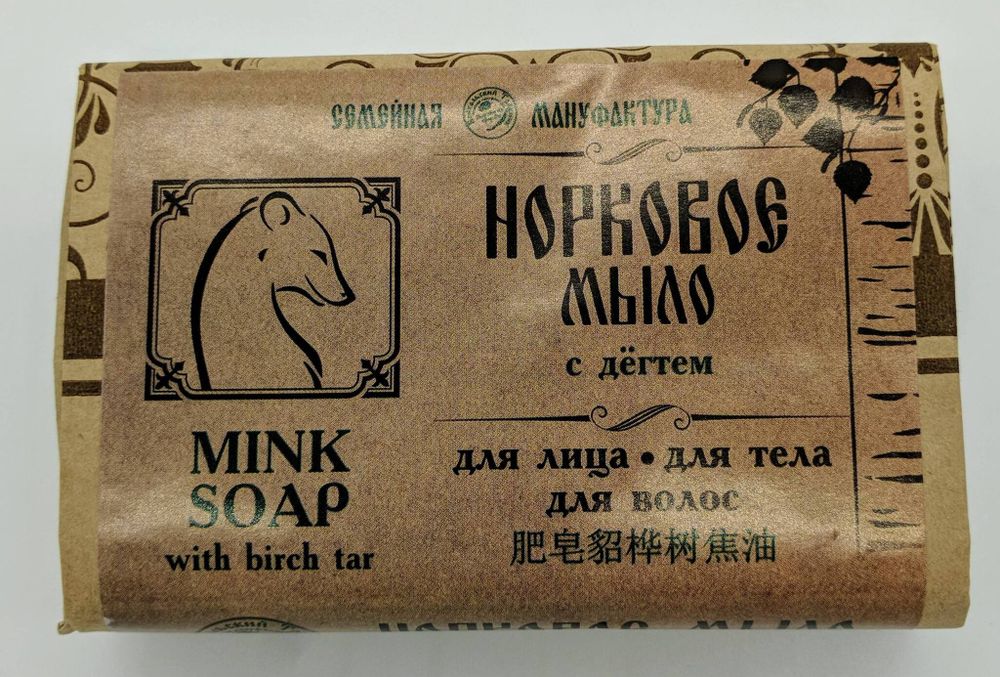 СЕМЕЙНАЯ МАНУФАКТУРА
НОРКОВОЕ
МЫЛО
с дёгтем
MINK
SOAP
with birch tar
для лица • для тела
для волос
肥皂貂桦树焦油